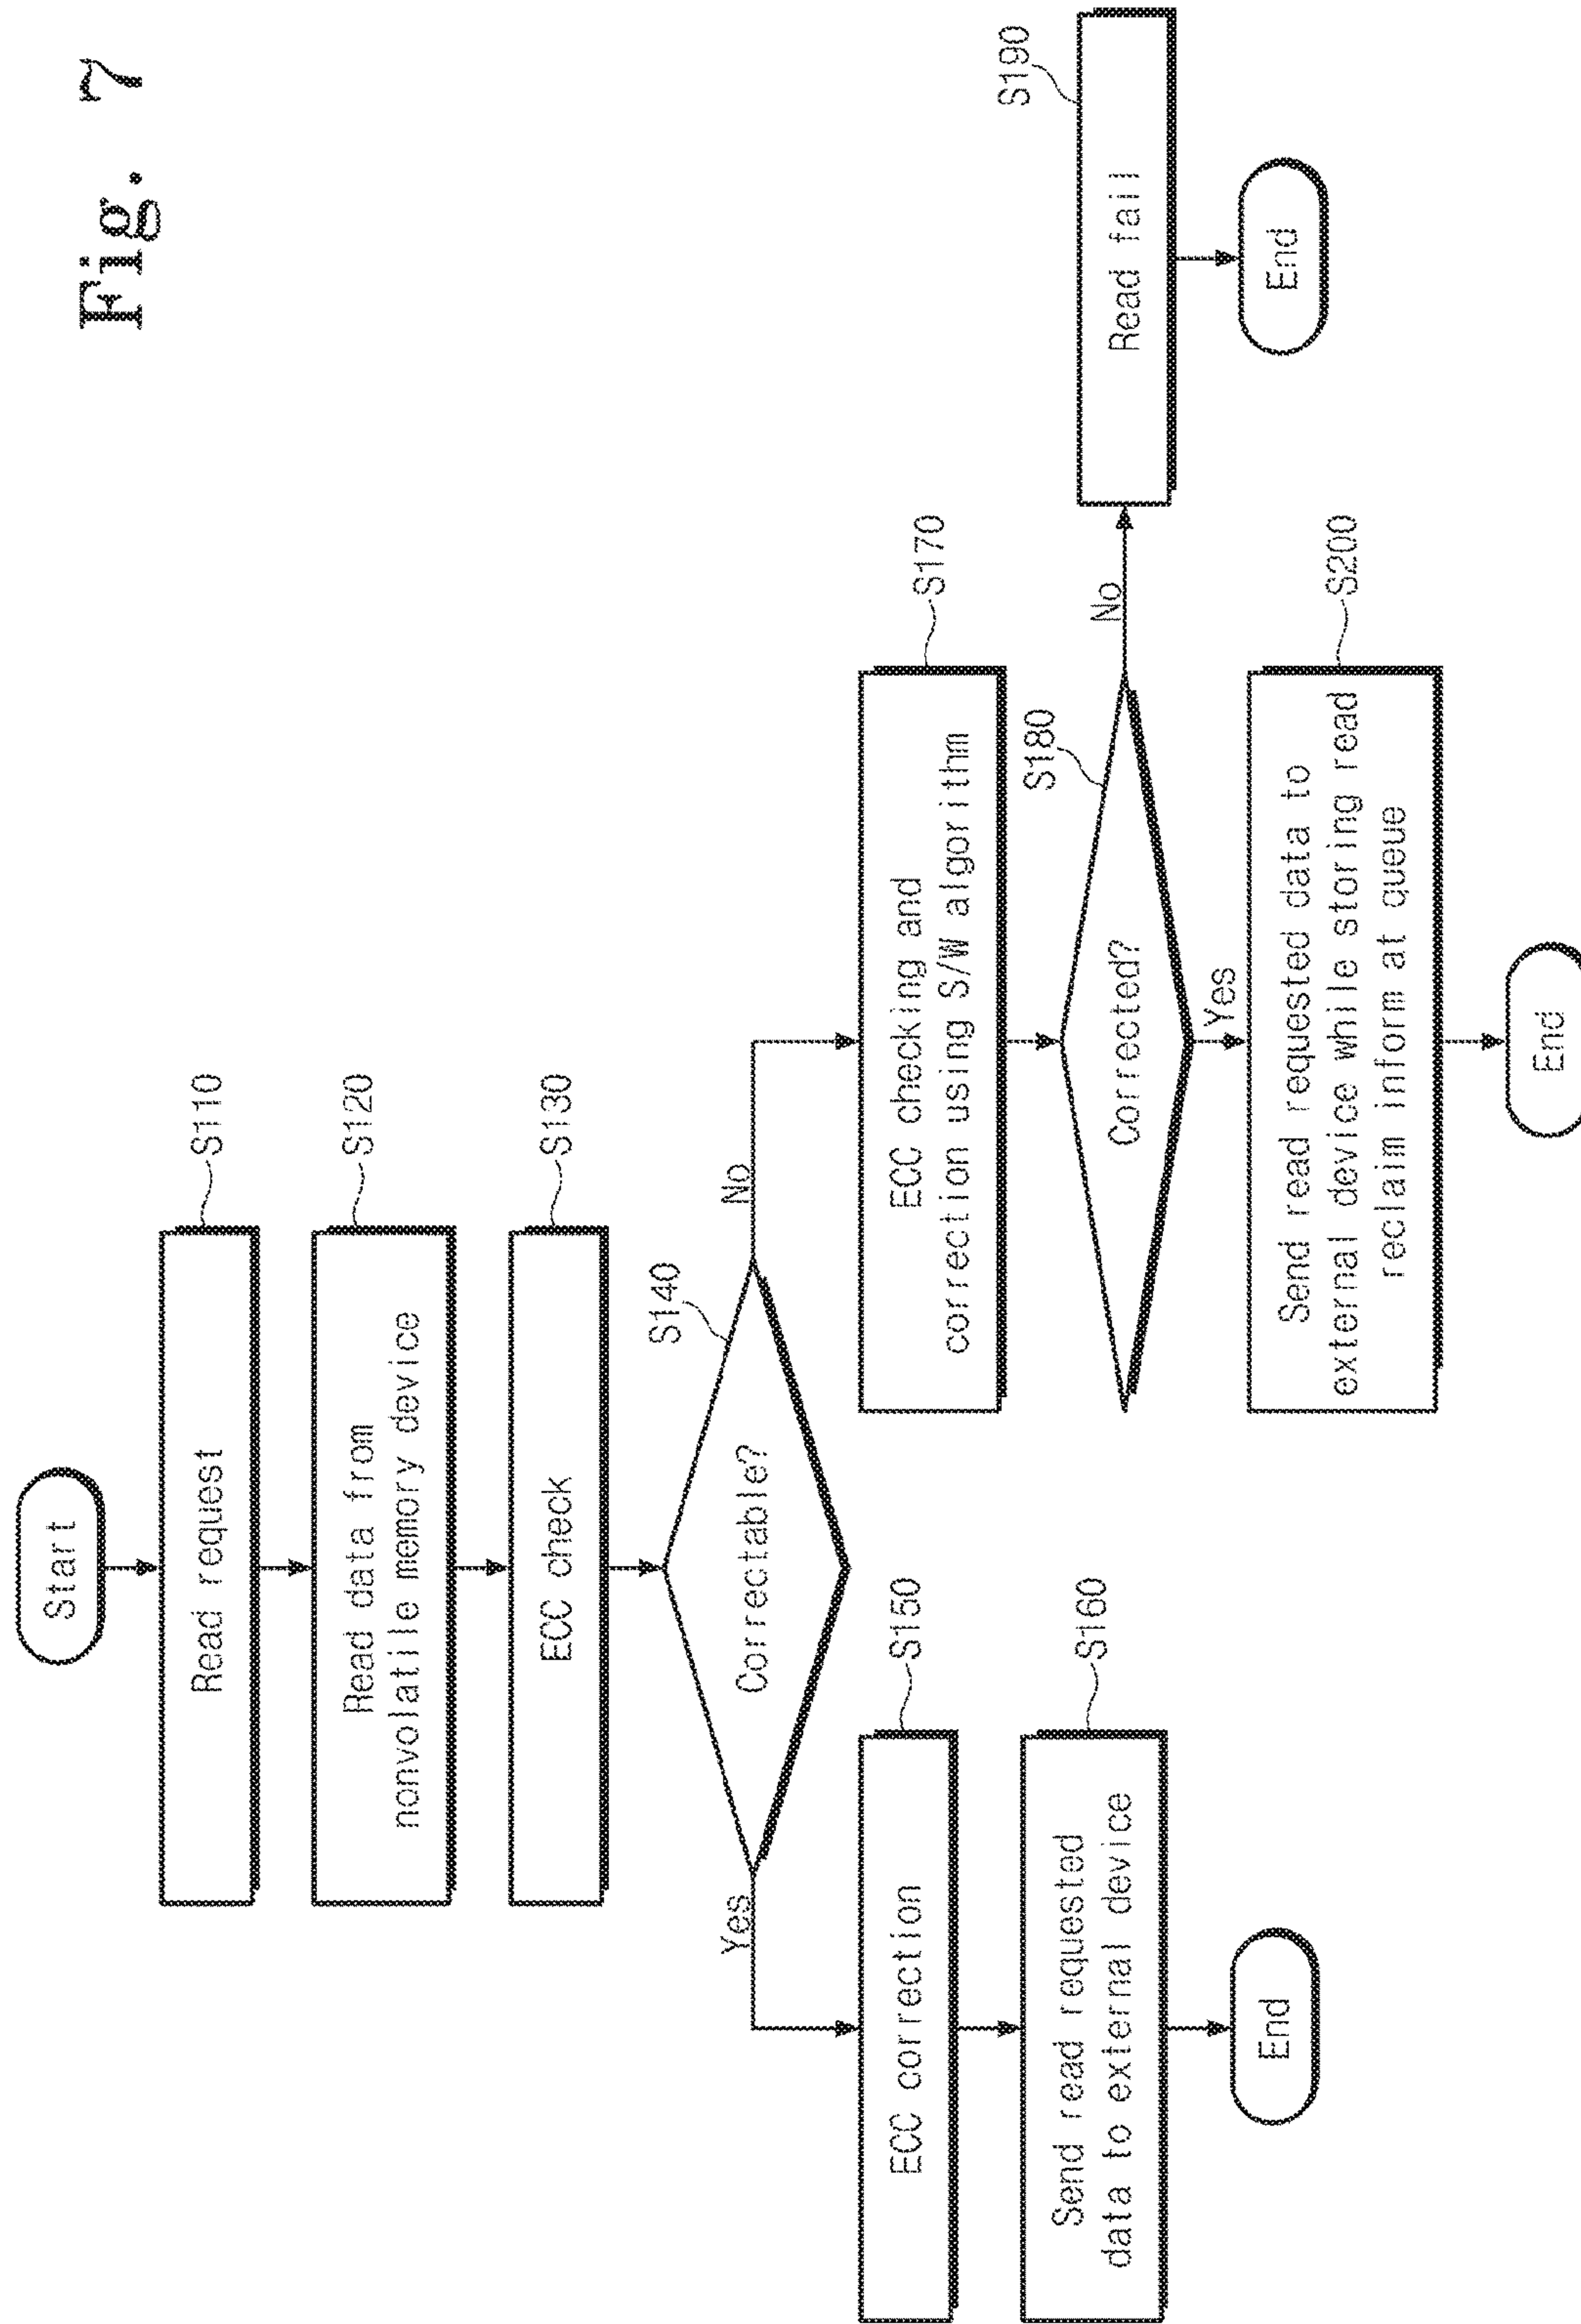 Fig. 7
Start
Read request
S110
Read data from
nonvolatile memory device
S120
ECC check
S130
Correctable?
S140
Yes
No
ECC correction
S150
Send read requested
data to external device
S160
End
ECC checking and
correction using S/W algorithm
S170
Corrected?
S180
No
Read fail
S190
End
Yes
Send read requested data to
external device while storing read
reclaim inform at queue
S200
End